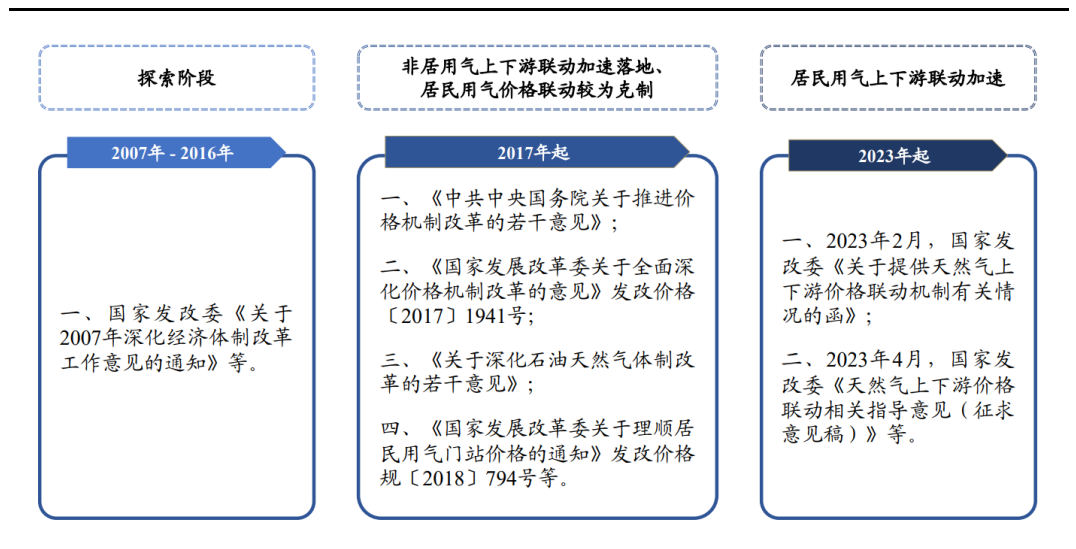 探索阶段
2007年 - 2016年
一、国家发改委《关于
2007年深化经济体制改革
工作意见的通知》等。
非居用气上下游联动加速落地、
居民用气价格联动较为克制
2017年起
一、《中共中央国务院关于推进价
格机制改革的若干意见》;
二、《国家发展改革委关于全面深
化价格机制改革的意见》发改价格
〔2017〕1941号;
三、《关于深化石油天然气体制改
革的若干意见》;
四、《国家发展改革委关于理顺居
民用气门站价格的通知》发改价格
规〔2018〕794号等。
居民用气上下游联动加速
2023年起
一、2023年2月，国家发
改委《关于提供天然气上
下游价格联动机制有关情
况的函》;
二、2023年4月，国家发
改委《天然气上下游价格
联动相关指导意见（征求
意见稿）》等。